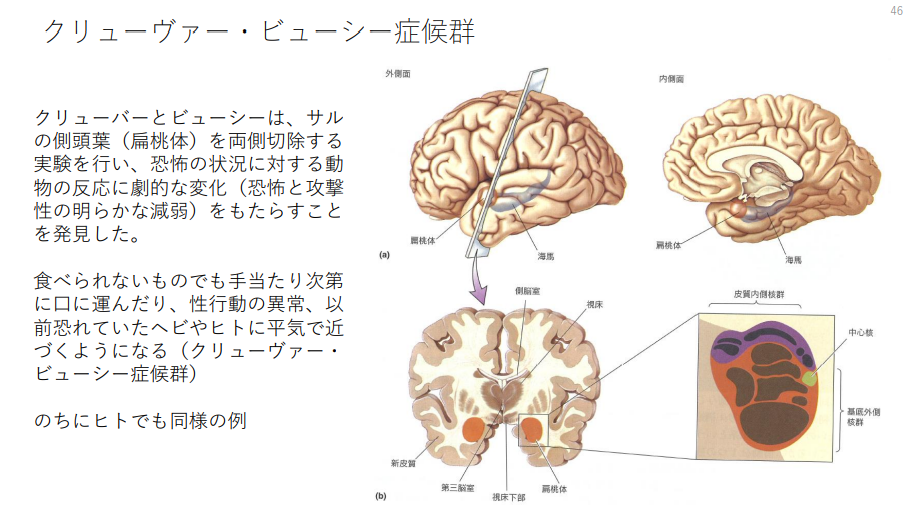 46
クリューヴァー・ビューシー症候群
クリューバーとビューシーは、サル
の側頭葉（扁桃体）を両側切除する
実験を行い、恐怖の状況に対する動
物の反応に劇的な変化（恐怖と攻撃
性の明らかな減弱）をもたらすこと
を発見した。
食べられないものでも手当たり次第
に口に運んだり、性行動の異常、以
前恐れていたヘビやヒトに平気で近
づくようになる（クリューヴァー・
ビューシー症候群）
のちにヒトでも同様の例
外側面
内側面
扁桃体
海馬
(a)
扁桃体
海馬
側脳室
視床
皮質内側核群
中心核
基底外側
核群
新皮質
第三脳室
視床下部
扁桃体
(b)